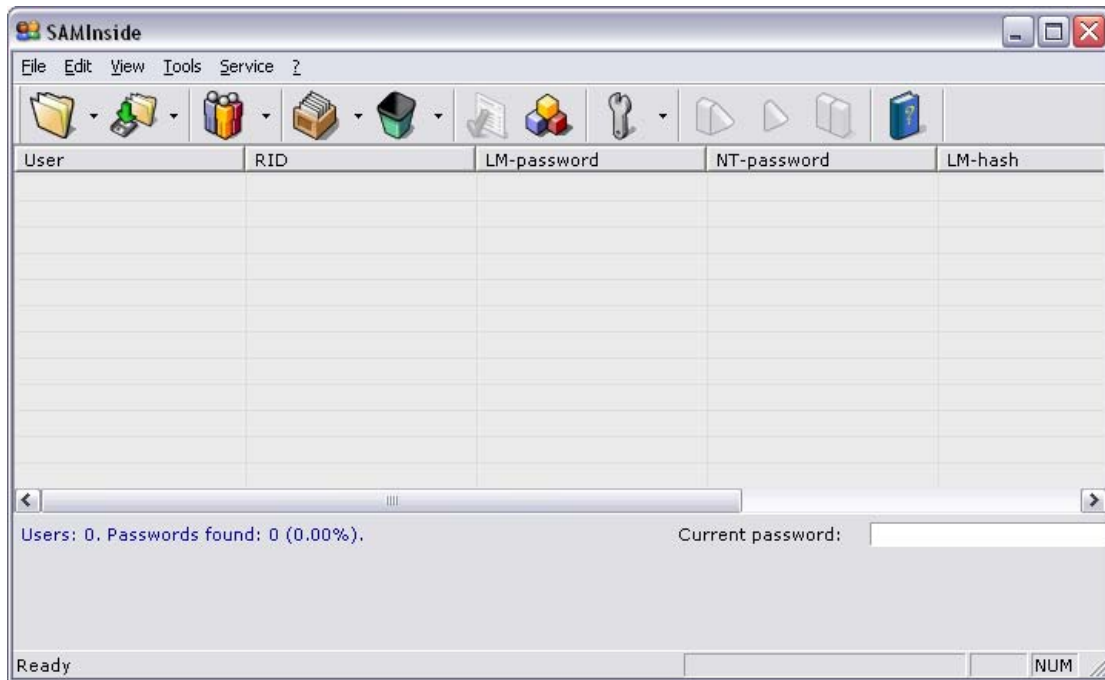 SAMInside
File Edit View Tools Service ?
User RID LM-password NT-password LM-hash
Users: 0. Passwords found: 0 (0.00%). Current password:
Ready NUM